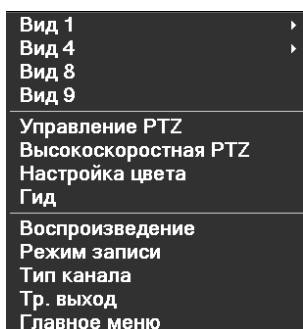 Вид 1
Вид 4
Вид 8
Вид 9
Управление PTZ
Высокоскоростная PTZ
Настройка цвета
Гид
Воспроизведение
Режим записи
Тип канала
Тр. выход
Главное меню